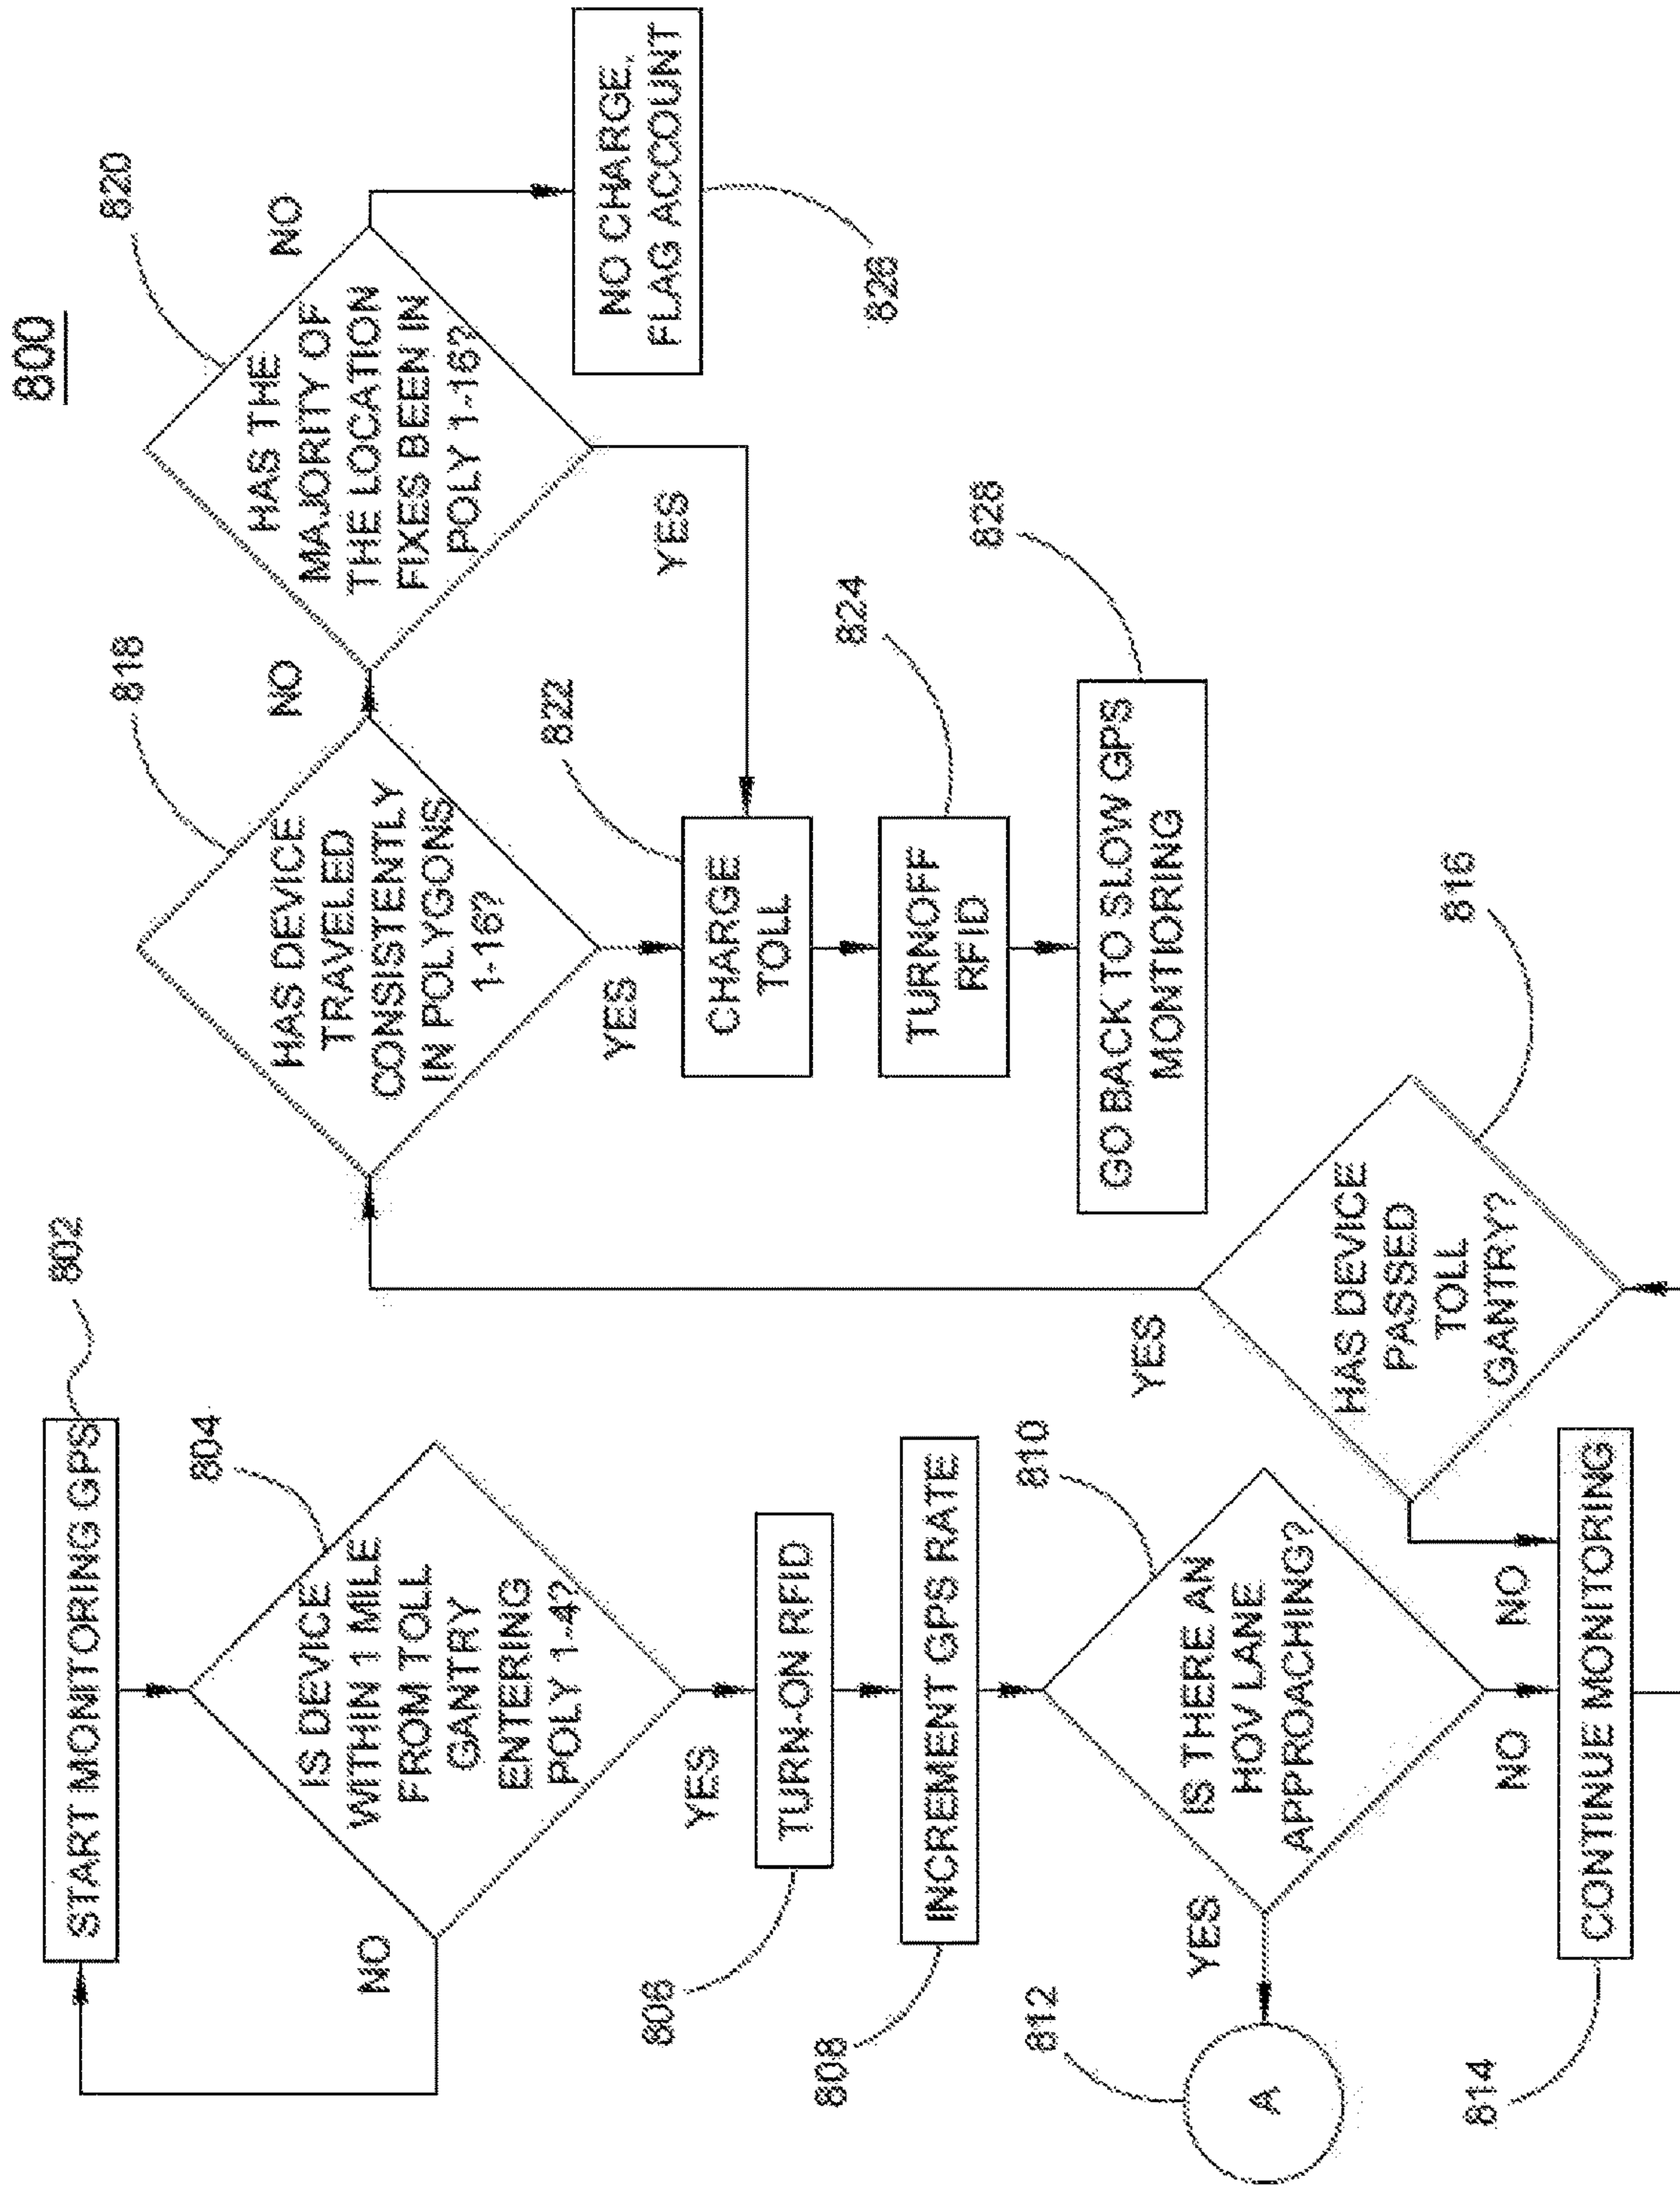 800
802
START MONITORING GPS
804
IS DEVICE
WITHIN 1 MILE
FROM TOLL
GANTRY
ENTERING
POLY 1-4?
NO
YES
806
TURN-ON RFID
808
INCREMENT GPS RATE
810
IS THERE AN
HOV LANE
APPROACHING?
YES
812
A
NO
NO
814
CONTINUE MONITORING
816
HAS DEVICE
PASSED
TOLL
GANTRY?
YES
818
HAS DEVICE
TRAVELED
CONSISTENTLY
IN POLYGONS
1-16?
NO
YES
820
HAS THE
MAJORITY OF
THE LOCATION
FIXES BEEN IN
POLY 1-16?
NO
YES
822
CHARGE
TOLL
824
TURNOFF
RFID
828
GO BACK TO SLOW GPS
MONTIORING
NO CHARGE,
FLAG ACCOUNT
828